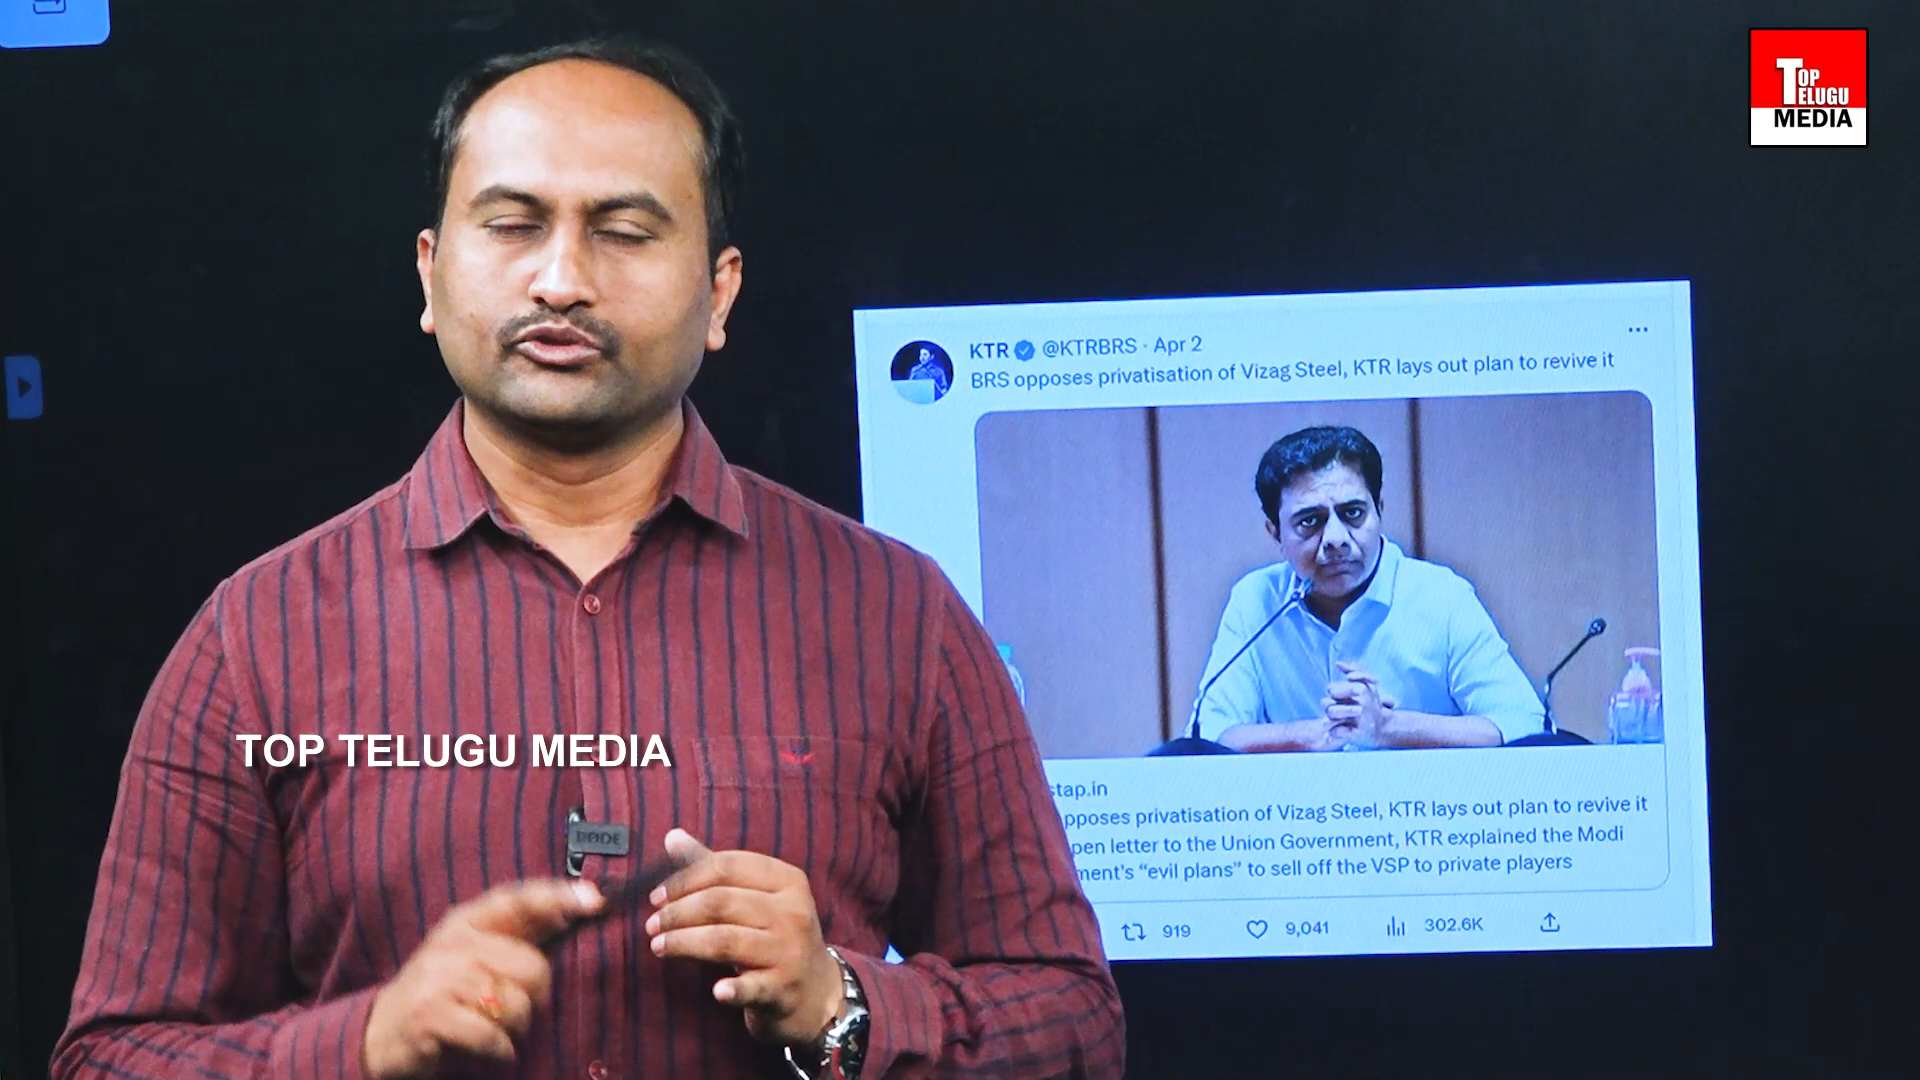 TOP
TELUGU
MEDIA
KTR @KTRBRS · Apr 2
BRS opposes privatisation of Vizag Steel, KTR lays out plan to revive it
TOP TELUGU MEDIA
stap.in
pposes privatisation of Vizag Steel, KTR lays out plan to revive it
pen letter to the Union Government, KTR explained the Modi
ment's “evil plans” to sell off the VSP to private players
919 9,041 302.6K